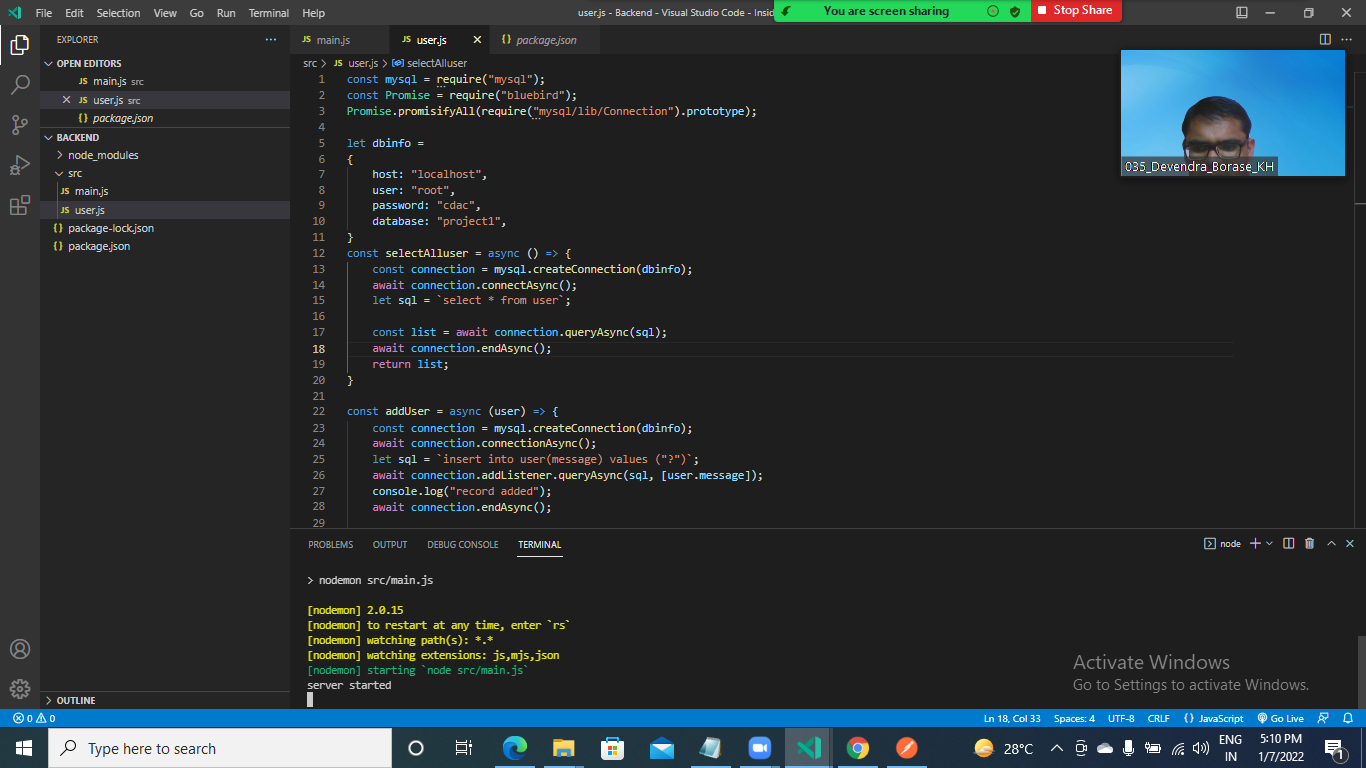 File Edit Selection View Go Run Terminal Help
user.js - Backend - Visual Studio Code - Insid
You are screen sharing
Stop Share
EXPLORER
OPEN EDITORS
JS main.js src
JS user.js src
{} package.json
BACKEND
node_modules
src
JS main.js
JS user.js
{} package-lock.json
{} package.json
OUTLINE
JS main.js
JS user.js
{} package.json
src > JS user.js > selectAlluser
1 const mysql = require("mysql");
2 const Promise = require("bluebird");
3 Promise.promisifyAll(require("mysql/lib/Connection").prototype);
4
5 let dbinfo =
6 {
7 host: "localhost",
8 user: "root",
9 password: "cdac",
10 database: "project1",
11 }
12 const selectAlluser = async () => {
13 const connection = mysql.createConnection(dbinfo);
14 await connection.connectAsync();
15 let sql = `select * from user`;
16
17 const list = await connection.queryAsync(sql);
18 await connection.endAsync();
19 return list;
20 }
21
22 const addUser = async (user) => {
23 const connection = mysql.createConnection(dbinfo);
24 await connection.connectionAsync();
25 let sql = `insert into user(message) values ("?")`;
26 await connection.addListener.queryAsync(sql, [user.message]);
27 console.log("record added");
28 await connection.endAsync();
29
035_Devendra_Borase_KH
PROBLEMS OUTPUT DEBUG CONSOLE TERMINAL
node
> nodemon src/main.js
[nodemon] 2.0.15
[nodemon] to restart at any time, enter `rs`
[nodemon] watching path(s): *.*
[nodemon] watching extensions: js,mjs,json
[nodemon] starting `node src/main.js`
server started
Activate Windows
Go to Settings to activate Windows.
0 0
Ln 18, Col 33 Spaces: 4 UTF-8 CRLF {} JavaScript Go Live
Type here to search
28°C
ENG
IN
5:10 PM
1/7/2022
1